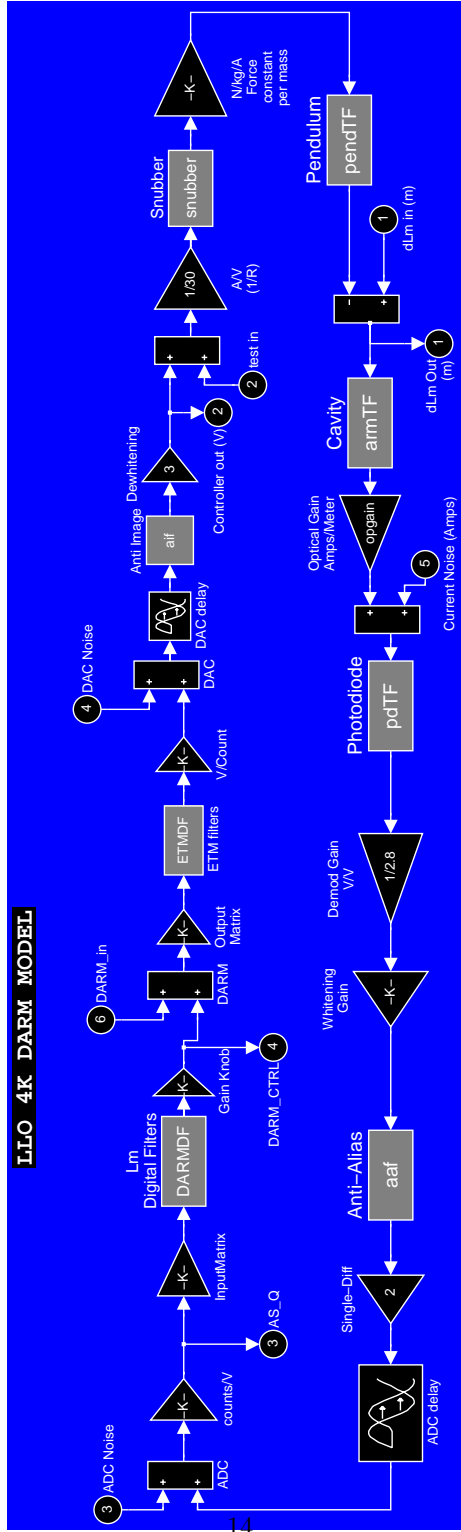 LLO 4K DARM MODEL
3
ADC Noise
+
+
ADC
-K-
counts/V
3
AS_Q
-K-
InputMatrix
Lm
Digital Filters
DARMDF
-K-
Gain Knob
4
DARM_CTRL
6
DARM_in
+
+
DARM
-K-
Output
Matrix
ETMDF
ETM filters
-K-
V/Count
4
DAC Noise
+
+
DAC
DAC delay
Anti Image
aif
Dewhitening
3
2
Controller out (V)
+
+
2
test in
1/30
A/V
(1/R)
Snubber
snubber
-K-
N/kg/A
Force
constant
per mass
Pendulum
pendTF
1
dLm in (m)
−
+
1
dLm Out
(m)
Cavity
armTF
Optical Gain
Amps/Meter
opgain
5
Current Noise (Amps)
+
+
Photodiode
pdTF
Demod Gain
V/V
1/2.8
Whitening
Gain
-K-
Anti-Alias
aaf
Single-Diff
2
ADC delay
14